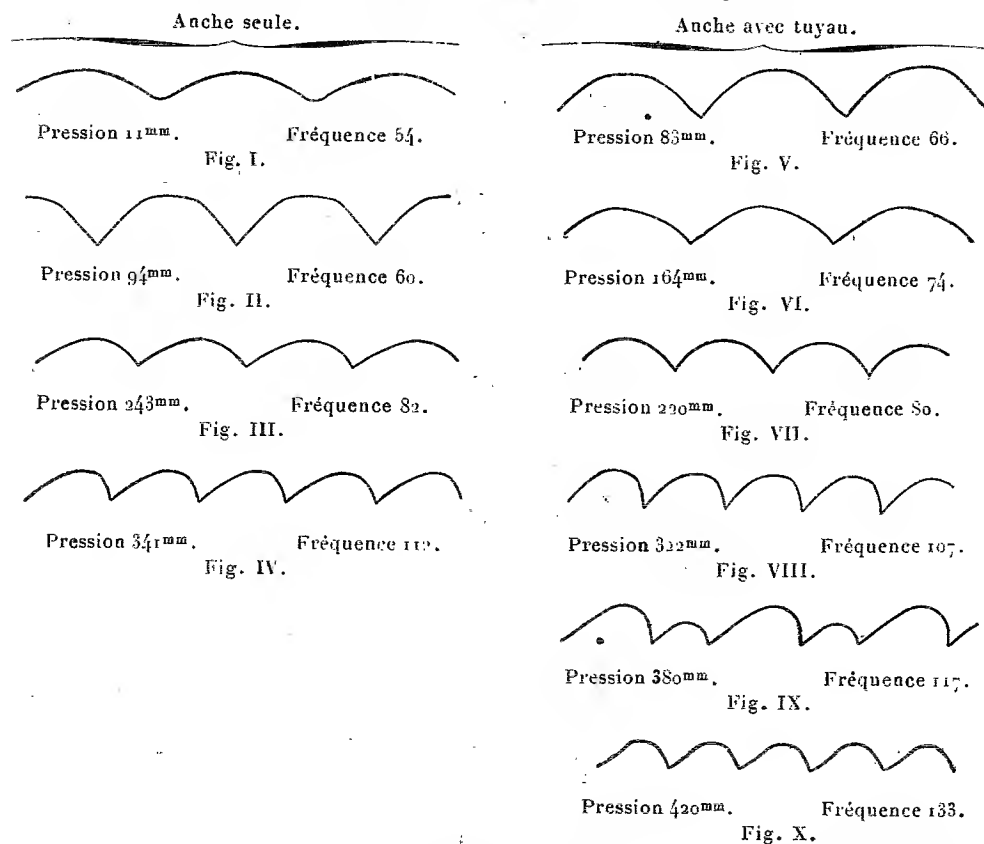 Anche seule.
Pression 11mm. Fréquence 54.
Fig. I.
Pression 94mm. Fréquence 60.
Fig. II.
Pression 243mm. Fréquence 82.
Fig. III.
Pression 341mm. Fréquence 112.
Fig. IV.
Anche avec tuyau.
Pression 83mm. Fréquence 66.
Fig. V.
Pression 164mm. Fréquence 74.
Fig. VI.
Pression 220mm. Fréquence 80.
Fig. VII.
Pression 322mm. Fréquence 107.
Fig. VIII.
Pression 380mm. Fréquence 117.
Fig. IX.
Pression 420mm. Fréquence 133.
Fig. X.